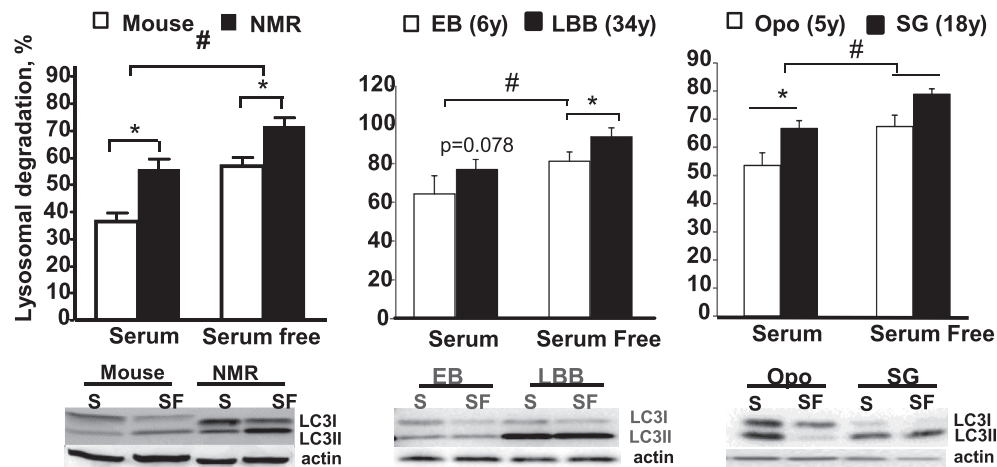 Mouse NMR
#
Lysosomal degradation, %
90
80
70
60
50
40
30
20
10
0
*
*
Serum Serum free
EB (6y) LBB (34y)
#
120
100
80
60
40
20
0
p=0.078
*
Serum Serum Free
Opo (5y) SG (18y)
#
90
80
70
60
50
40
30
20
10
0
*
Serum Serum Free
Mouse NMR
S SF S SF
LC3I
LC3II
actin
EB LBB
S SF S SF
LC3I
LC3II
actin
Opo SG
S SF S SF
LC3I
LC3II
actin